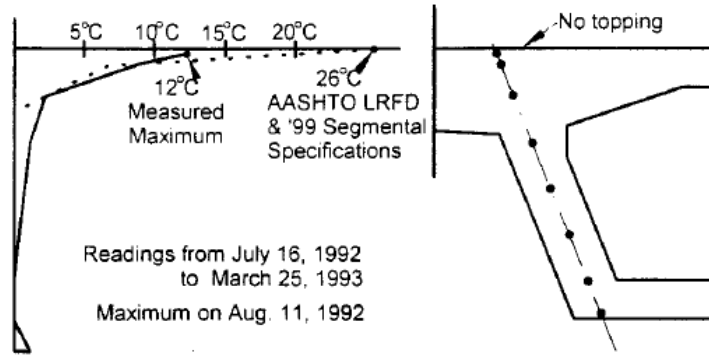 5°C 10°C 15°C 20°C
No topping
12°C
Measured
Maximum
26°C
AASHTO LRFD
& '99 Segmental
Specifications
Readings from July 16, 1992
to March 25, 1993
Maximum on Aug. 11, 1992